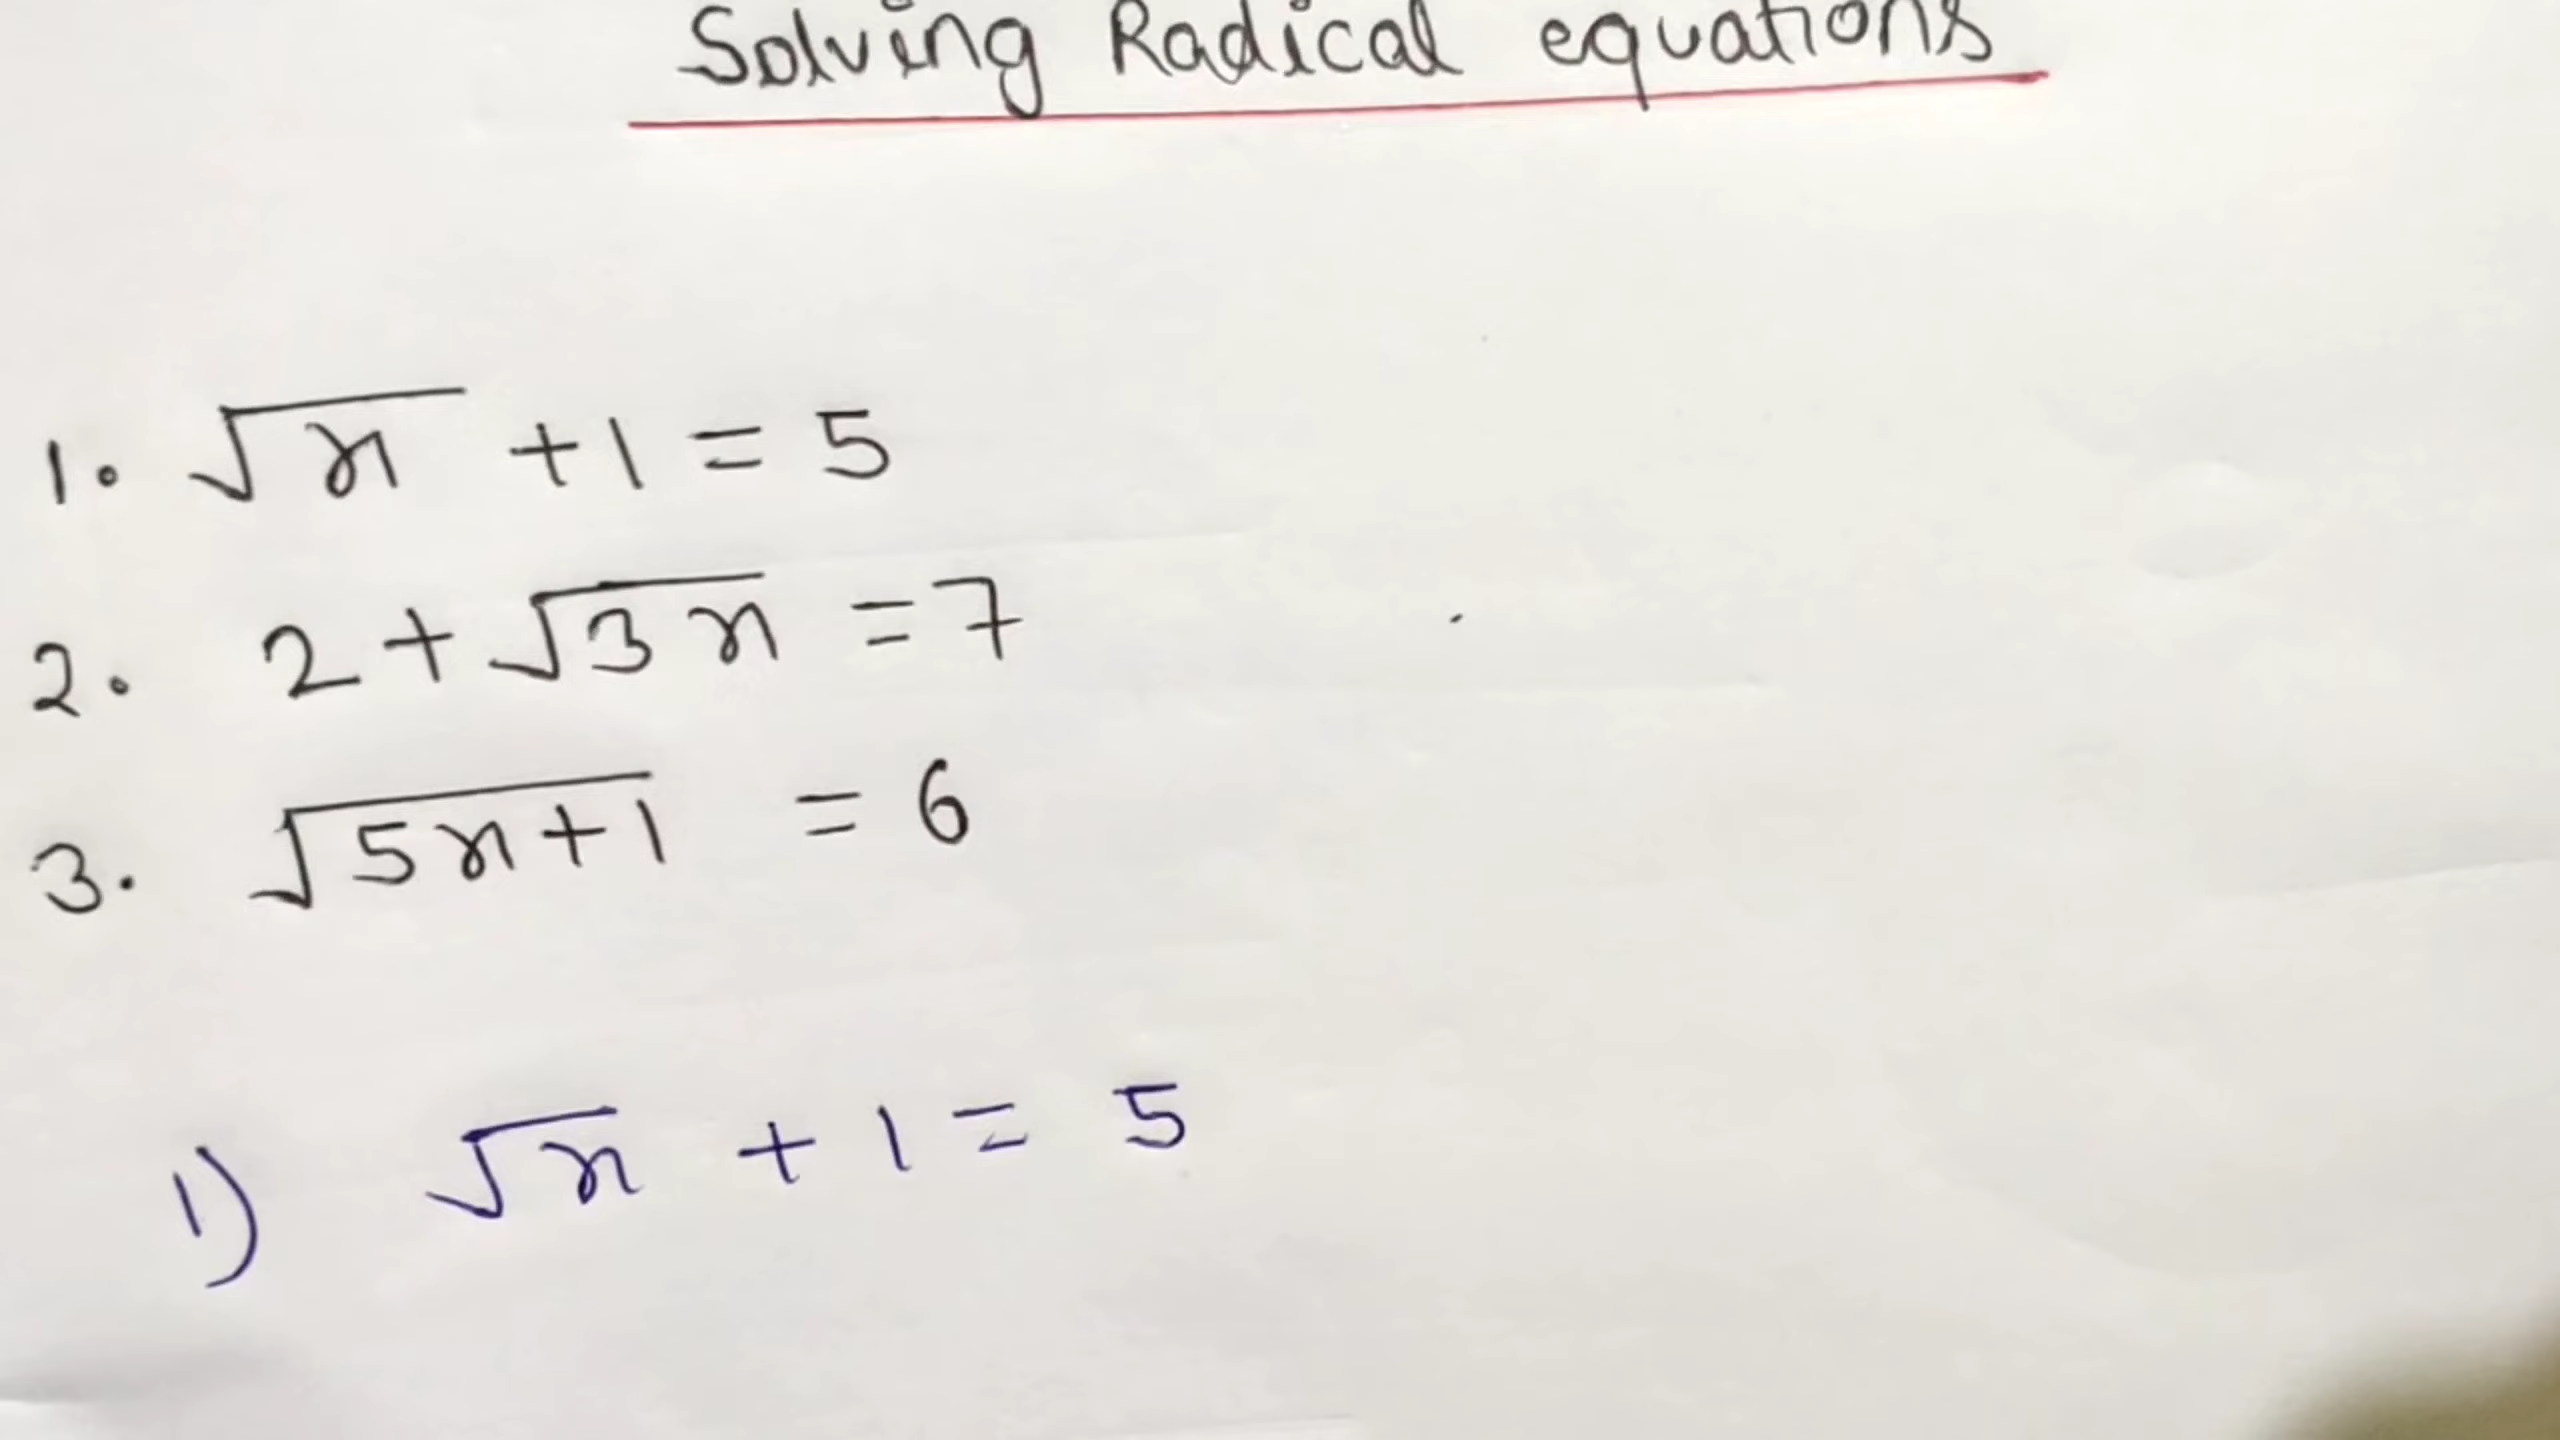 Solving Radical equations
1. √x + 1 = 5
2. 2 + √3x = 7
3. √5x+1 = 6
1) √x + 1 = 5